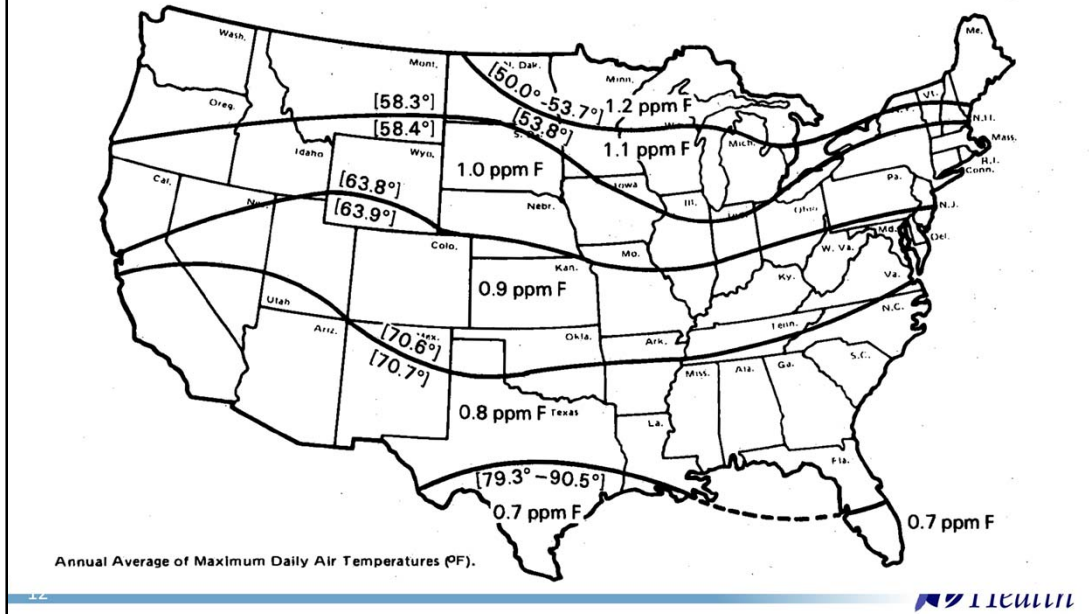 Me.
Wash.
Mont.
N. Dak.
Minn.
[50.0° -53.7°]
1.2 ppm F
Vt.
[58.3°]
Oreg.
N.H.
[58.4°]
[53.8°]
Mich.
1.1 ppm F
Mass.
Idaho
Wyo,
1.0 ppm F
R.I.
Conn.
Cal,
[63.8°]
Iowa
Pa.
[63.9°]
Nebr.
Ill.
Ohio
N.J.
Colo.
Mo.
Md.
Del.
W. Va.
Kan.
Ky.
Va.
0.9 ppm F
Utah
N.C.
Ariz.
[70.6°]
Okla.
Ark.
Tenn.
[70.7°]
S.C.
Miss.
Ala.
Ga.
0.8 ppm F
Texas
La.
Fla.
[79.3° –90.5°]
0.7 ppm F
0.7 ppm F
Annual Average of Maximum Daily Air Temperatures (ºF).
12
Health